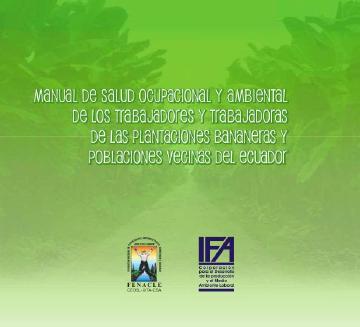 MANUAL DE SALUD OCUPACIONAL Y AMBIENTAL
DE LOS TRABAJADORES Y TRABAJADORAS
DE LAS PLANTACIONES BANANERAS Y
POBLACIONES VECINAS DEL ECUADOR
FENACLE
IFA
Corporación
para el Desarrollo
de la producción
y el Medio
Ambiente Laboral